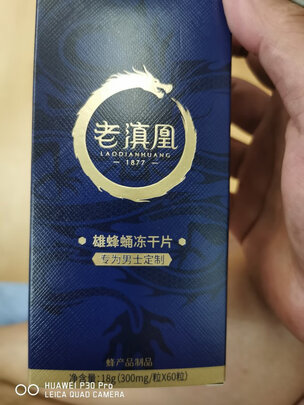 老滇凰
LAODIANHUANG
1877
雄蜂蛹冻干片
专为男士定制
净含量:18g(300mg/粒X60粒)
蜂产品制品
HUAWEI P30 Pro
LEICA QUAD CAMERA